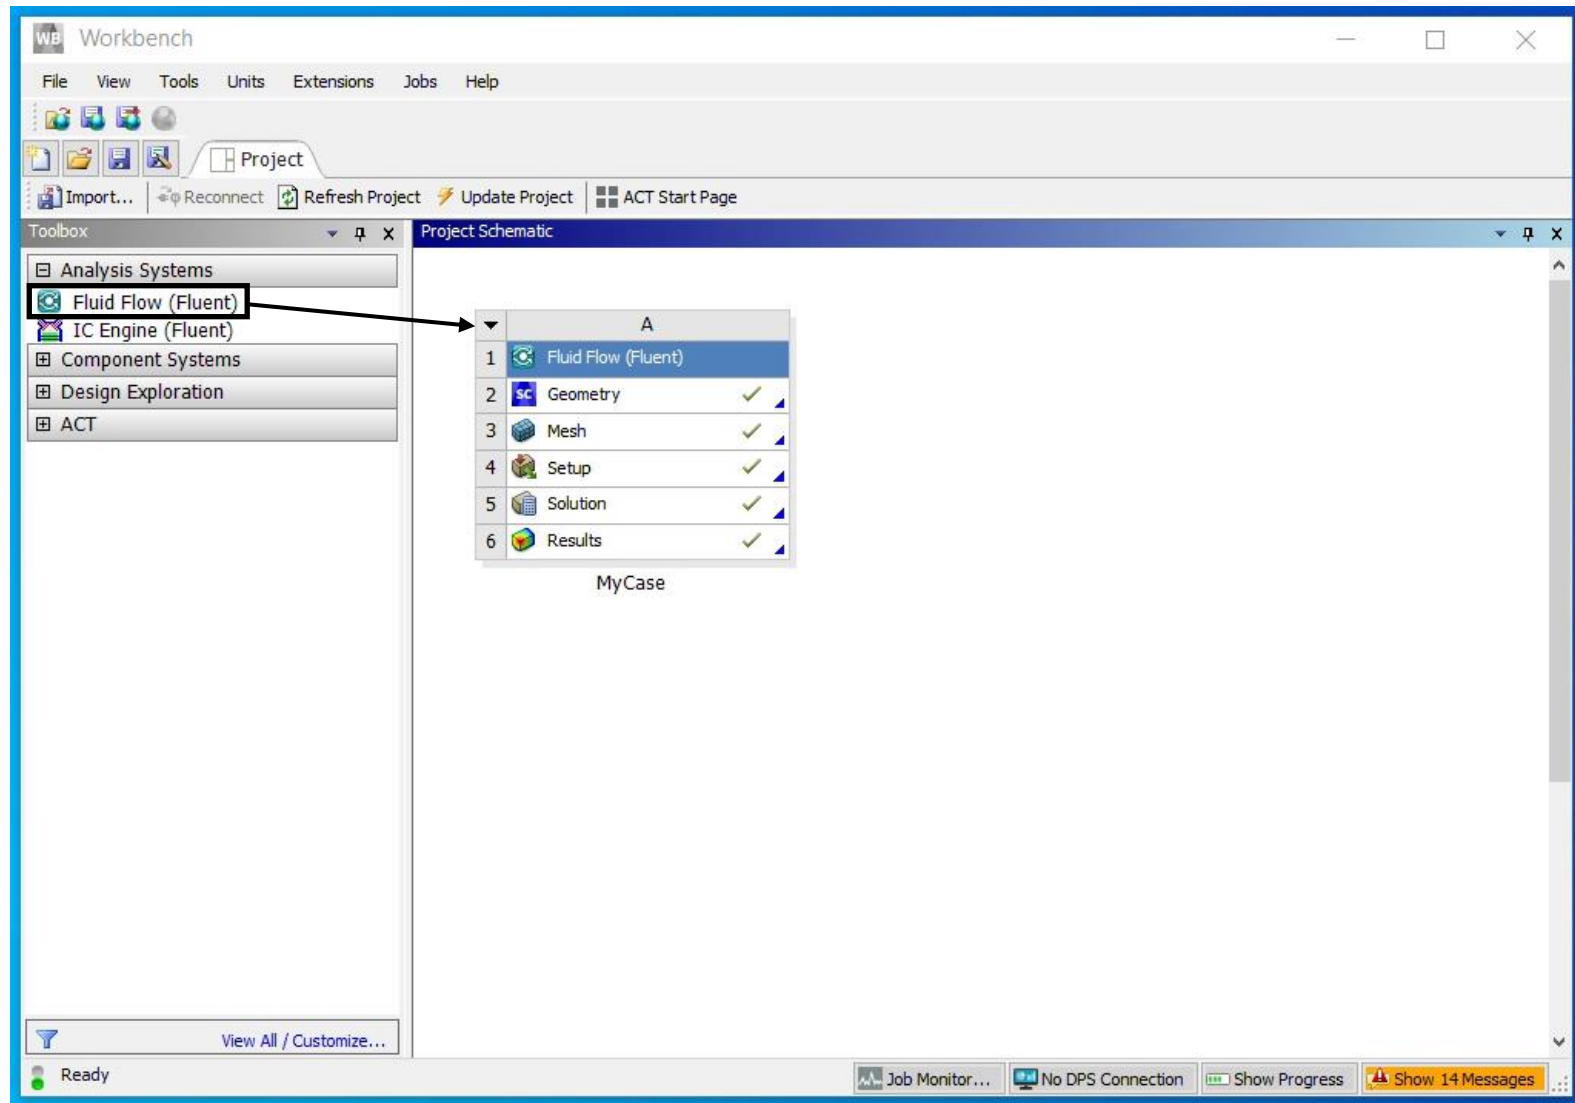 WB Workbench
File View Tools Units Extensions Jobs Help
Project
Import... Reconnect Refresh Project Update Project ACT Start Page
Toolbox
Project Schematic
Analysis Systems
Fluid Flow (Fluent)
IC Engine (Fluent)
Component Systems
Design Exploration
ACT
A
1 Fluid Flow (Fluent)
2 SC Geometry
3 Mesh
4 Setup
5 Solution
6 Results
MyCase
View All / Customize...
Ready
Job Monitor... No DPS Connection Show Progress Show 14 Messages